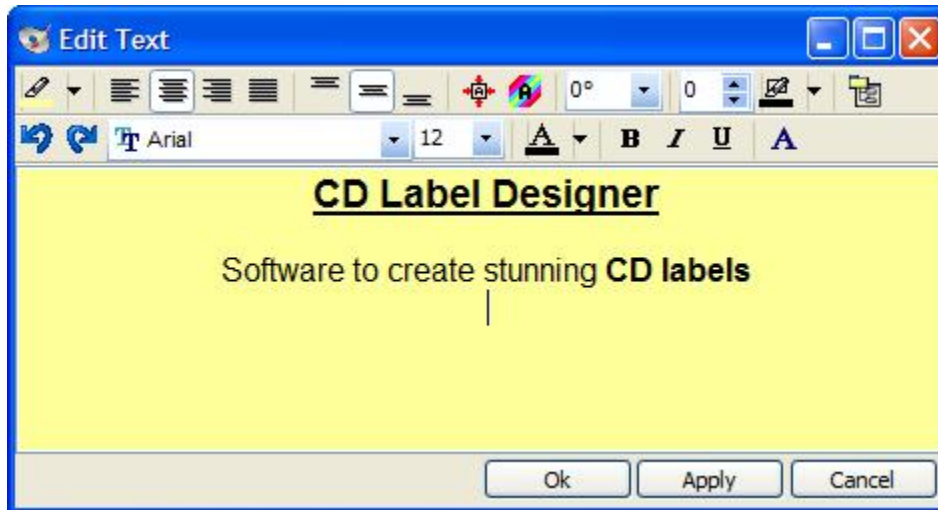 Edit Text
0° 0
Arial 12 A B I U A
CD Label Designer
Software to create stunning CD labels
Ok Apply Cancel